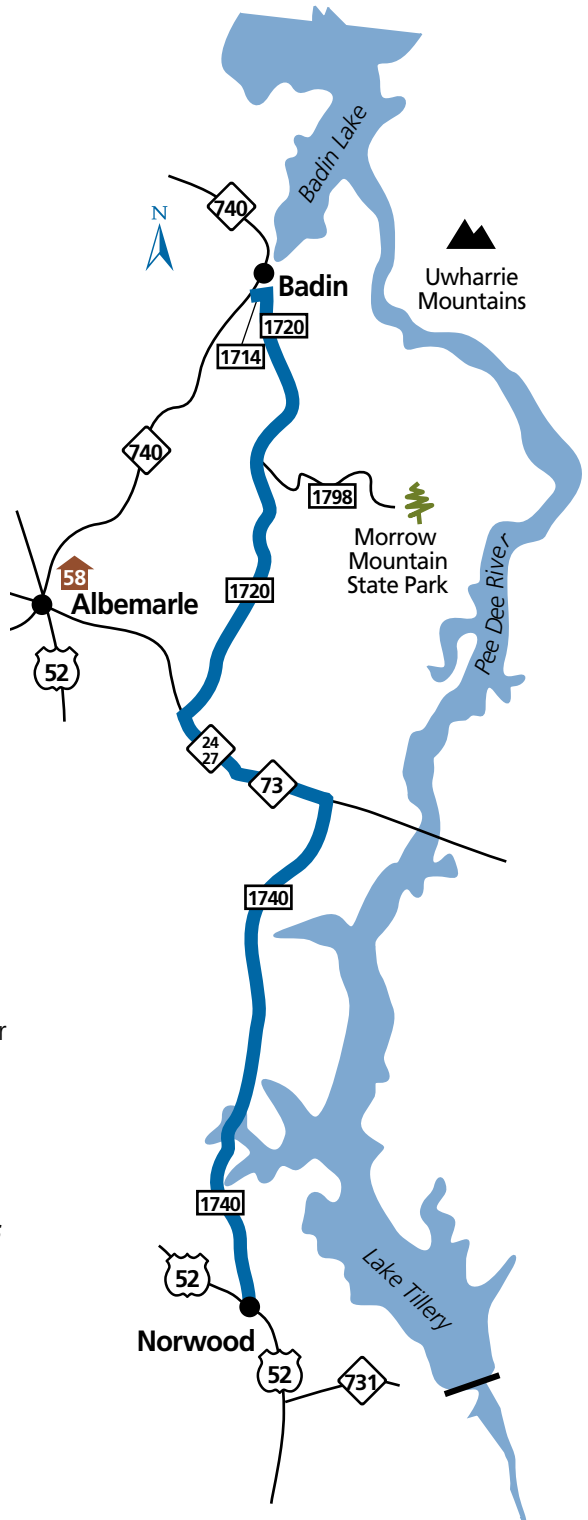 Badin Lake
740
N
Badin
Uwharrie
Mountains
1720
1714
740
1798
Morrow
Mountain
State Park
58
Albemarle
1720
Pee Dee River
52
24
27
73
1740
r
1740
52
Lake Tillery
Norwood
52
731